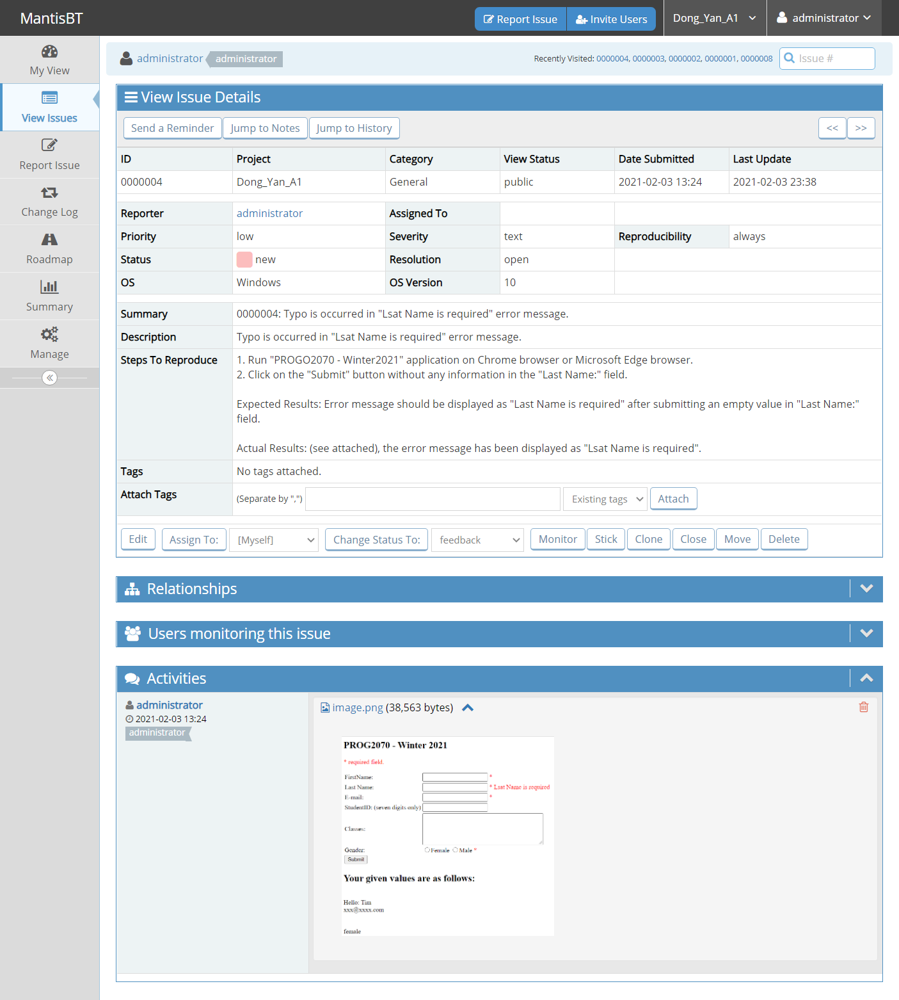 MantisBT
Report Issue
Invite Users
Dong_Yan_A1
administrator
My View
View Issues
Report Issue
Change Log
Roadmap
Summary
Manage
administrator
administrator
Recently Visited: 0000004, 0000003, 0000002, 0000001, 0000008
Issue #
View Issue Details
Send a Reminder
Jump to Notes
Jump to History
<<
>>
ID Project Category View Status Date Submitted Last Update
0000004 Dong_Yan_A1 General public 2021-02-03 13:24 2021-02-03 23:38
Reporter administrator Assigned To
Priority low Severity text Reproducibility always
Status new Resolution open
OS Windows OS Version 10
Summary 0000004: Typo is occurred in "Lsat Name is required" error message.
Description Typo is occurred in "Lsat Name is required" error message.
Steps To Reproduce 1. Run "PROGO2070 - Winter2021" application on Chrome browser or Microsoft Edge browser.
2. Click on the "Submit" button without any information in the "Last Name:" field.
Expected Results: Error message should be displayed as "Last Name is required" after submitting an empty value in "Last Name:"
field.
Actual Results: (see attached), the error message has been displayed as "Lsat Name is required".
Tags No tags attached.
Attach Tags (Separate by ",") Existing tags Attach
Edit Assign To: [Myself] Change Status To: feedback Monitor Stick Clone Close Move Delete
Relationships
Users monitoring this issue
Activities
administrator
2021-02-03 13:24
administrator
image.png (38,563 bytes)
PROG2070 - Winter 2021
* required field.
FirstName: *
Last Name: * Lsat Name is required
E-mail: *
StudentID: (seven digits only)
Classes:
Gender: Female Male *
Submit
Your given values are as follows:
Hello: Tim
xxx@xxxx.com
female